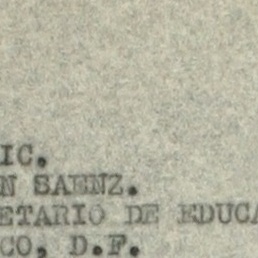 IC.
N SAENZ.
ETARIO DE EDUCA
CO, D.F.